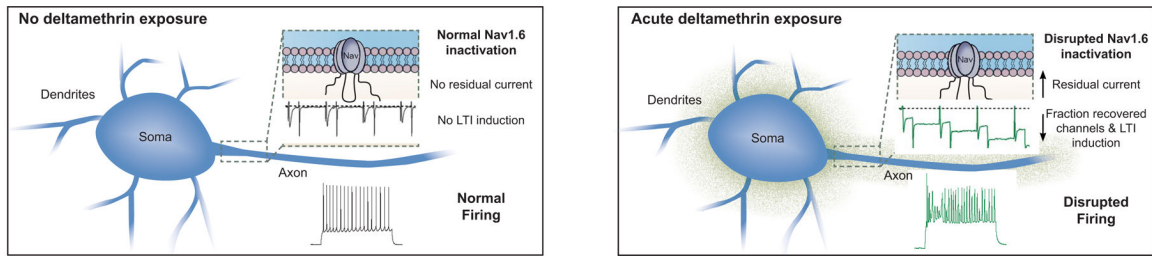 No deltamethrin exposure
Normal Nav1.6
inactivation
Nav
No residual current
Dendrites
No LTI induction
Soma
Axon
Normal
Firing
Acute deltamethrin exposure
Disrupted Nav1.6
inactivation
Nav
Residual current
Dendrites
Fraction recovered
channels & LTI
induction
Soma
Axon
Disrupted
Firing